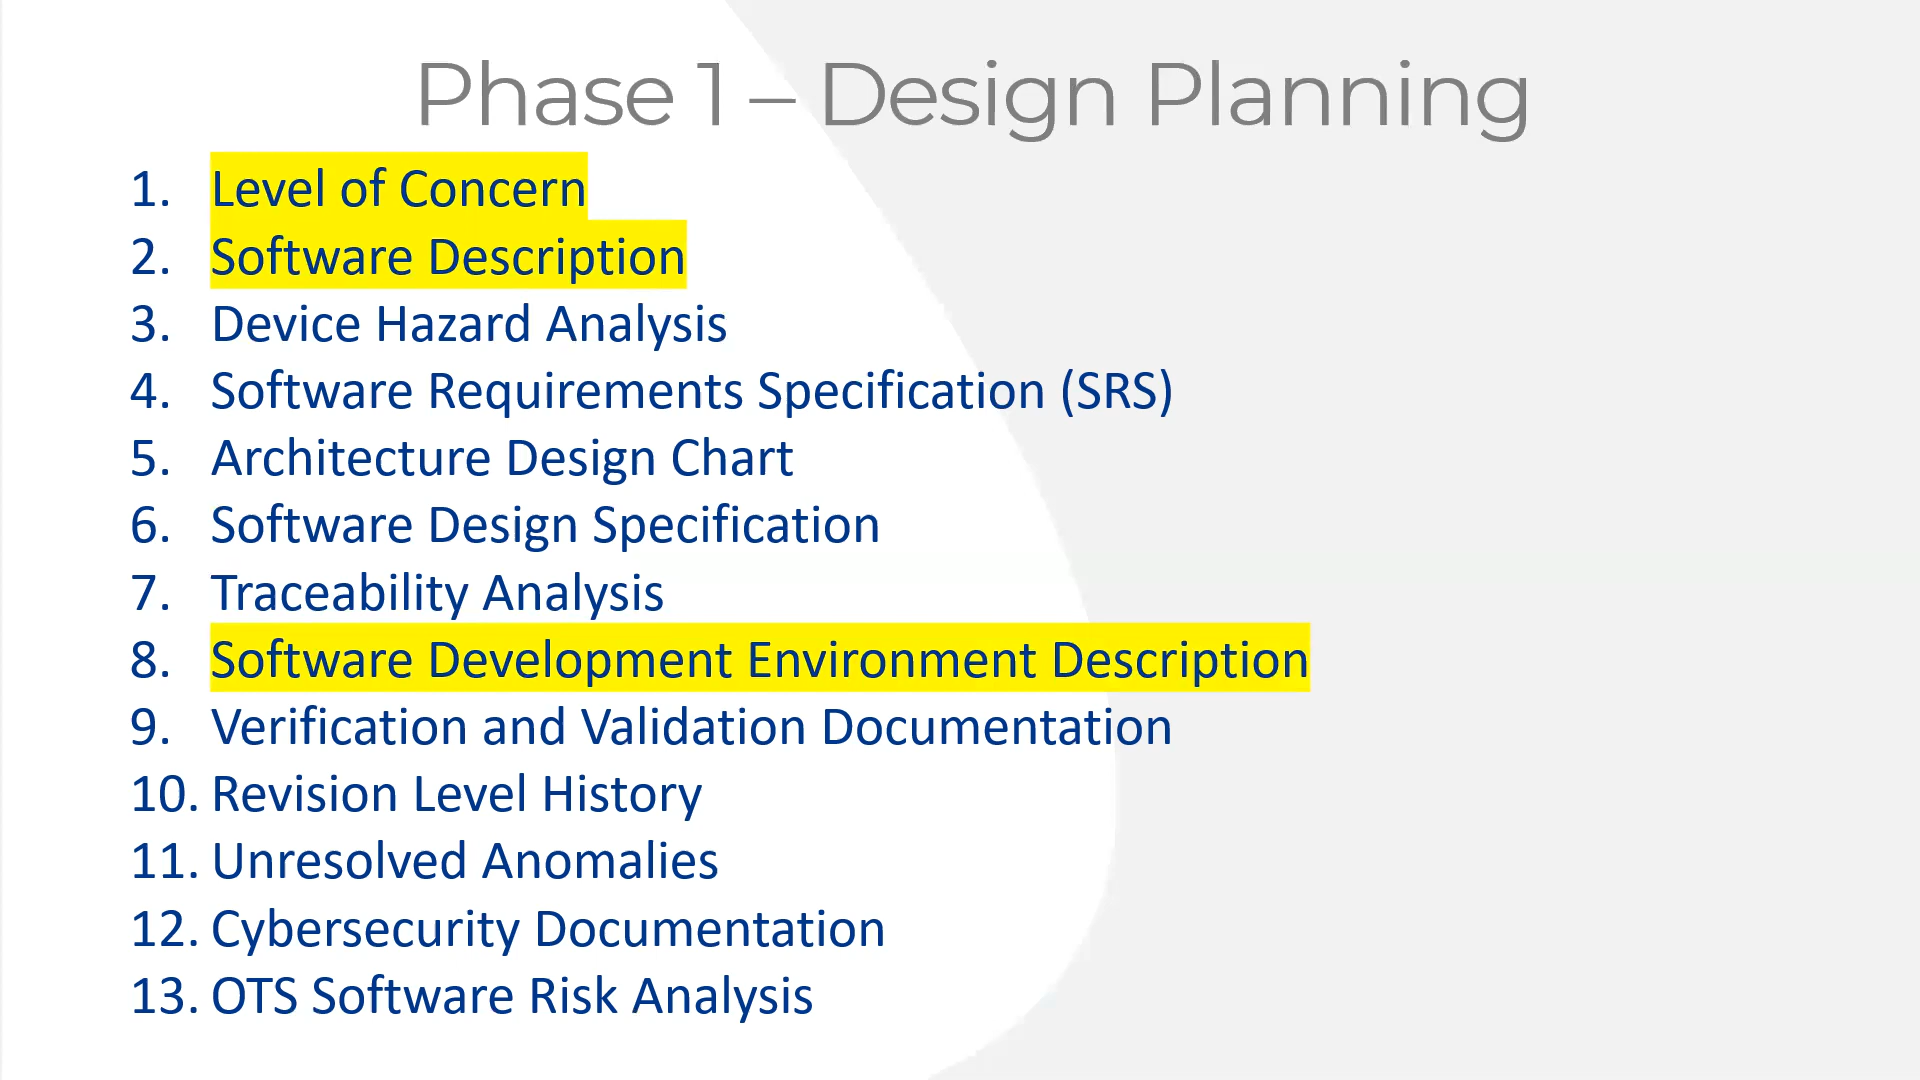 Phase 1 – Design Planning
1. Level of Concern
2. Software Description
3. Device Hazard Analysis
4. Software Requirements Specification (SRS)
5. Architecture Design Chart
6. Software Design Specification
7. Traceability Analysis
8. Software Development Environment Description
9. Verification and Validation Documentation
10. Revision Level History
11. Unresolved Anomalies
12. Cybersecurity Documentation
13. OTS Software Risk Analysis